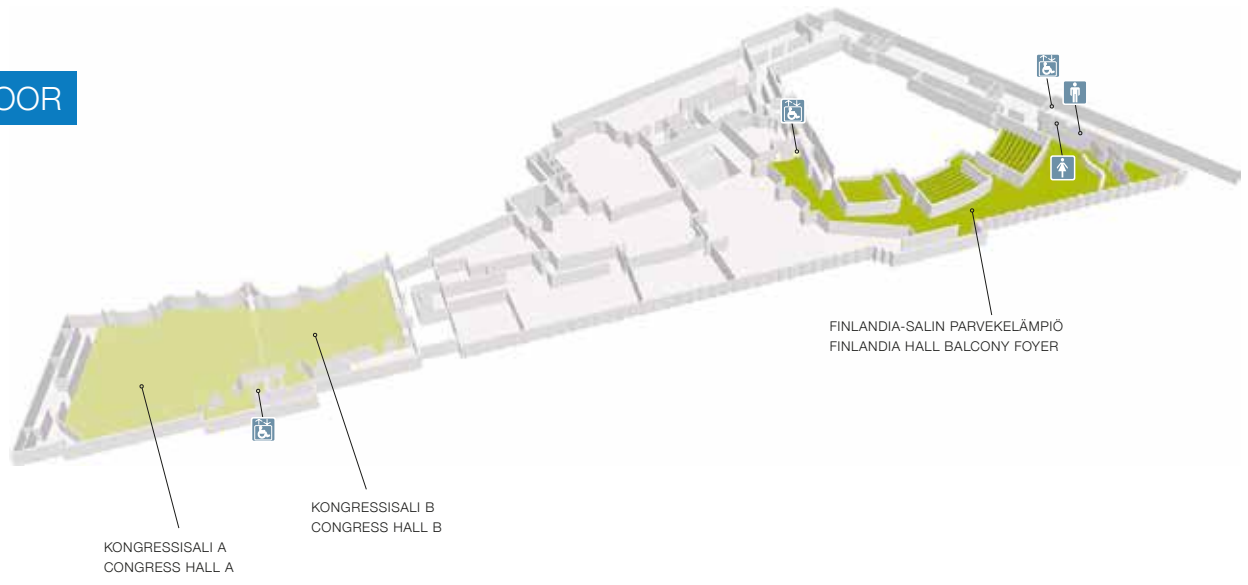 OOR
FINLANDIA-SALIN PARVEKELÄMPIÖ
FINLANDIA HALL BALCONY FOYER
KONGRESSISALI B
CONGRESS HALL B
KONGRESSISALI A
CONGRESS HALL A